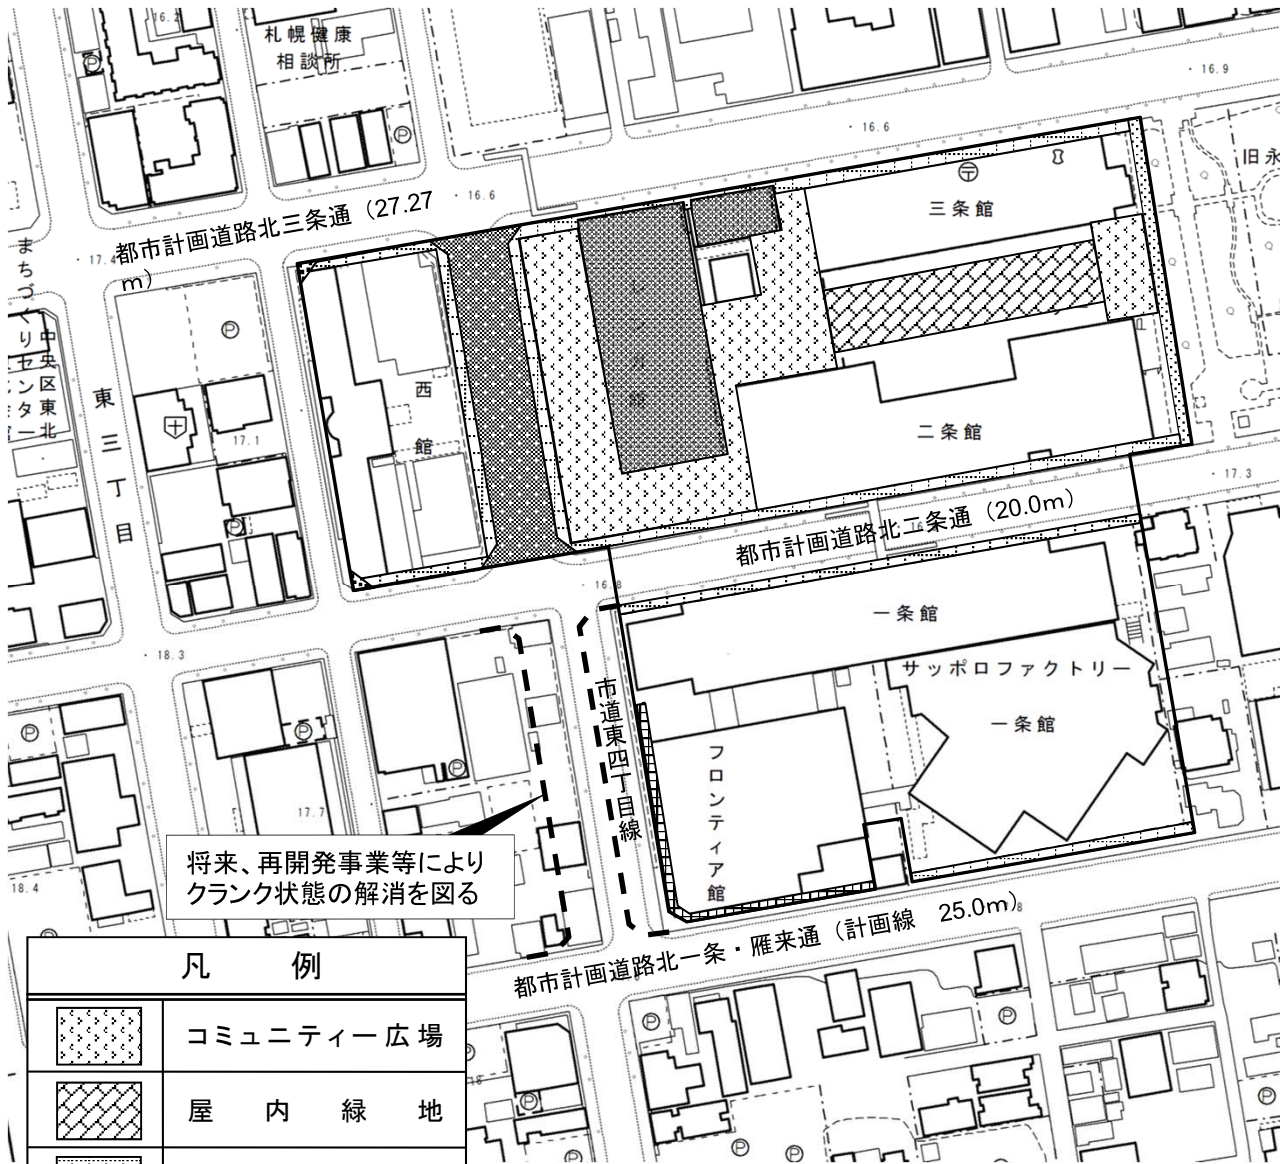 16.2
札幌健康
相談所
16.9
16.6
旧永
16.6
三条館
都市計画道路北三条通（27.27
m）
17.4
まちづくりセンター
中央区東北
東三丁目
17.1
西館
二条館
17.3
都市計画道路北二条通（20.0m）
16.8
一条館
18.3
サッポロファクトリー
一条館
市道東四丁目線
フロンティア館
17.7
将来、再開発事業等により
クランク状態の解消を図る
18.4
都市計画道路北一条・雁来通（計画線　25.0m）
凡　例
コミュニティー広場
屋内緑地